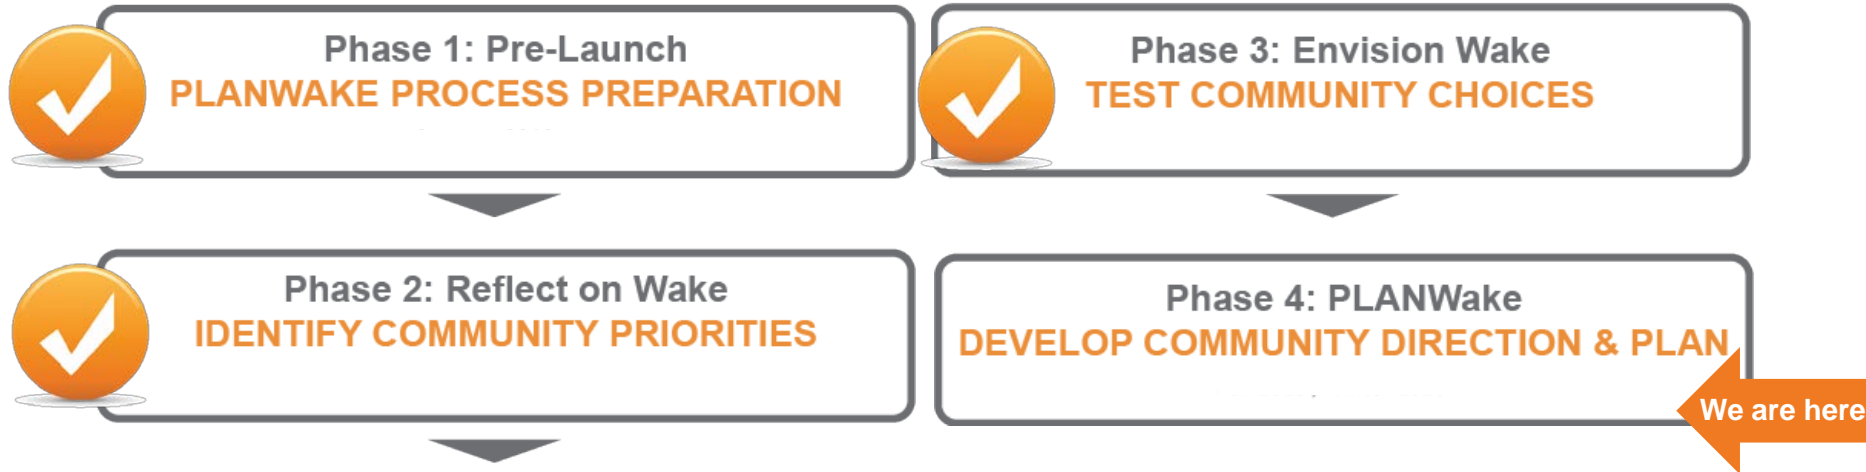 Phase 1: Pre-Launch
PLANWAKE PROCESS PREPARATION
Phase 2: Reflect on Wake
IDENTIFY COMMUNITY PRIORITIES
Phase 3: Envision Wake
TEST COMMUNITY CHOICES
Phase 4: PLANWake
DEVELOP COMMUNITY DIRECTION & PLAN
We are here